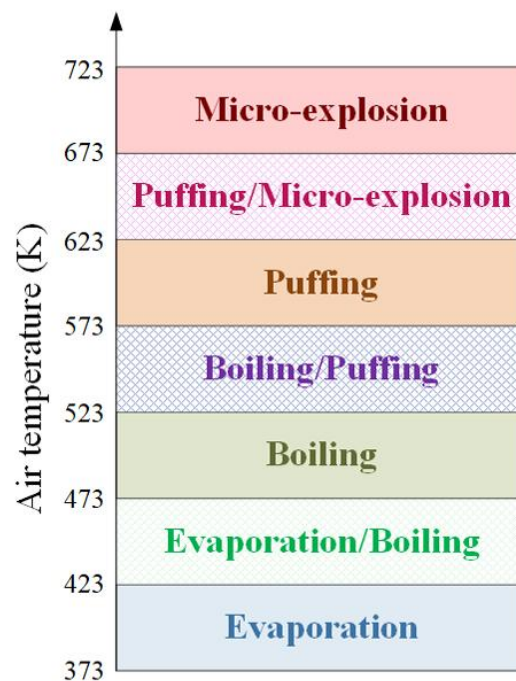 723
Micro-explosion
673
Puffing/Micro-explosion
623
Puffing
573
Boiling/Puffing
523
Boiling
473
Evaporation/Boiling
423
Evaporation
373
Air temperature (K)